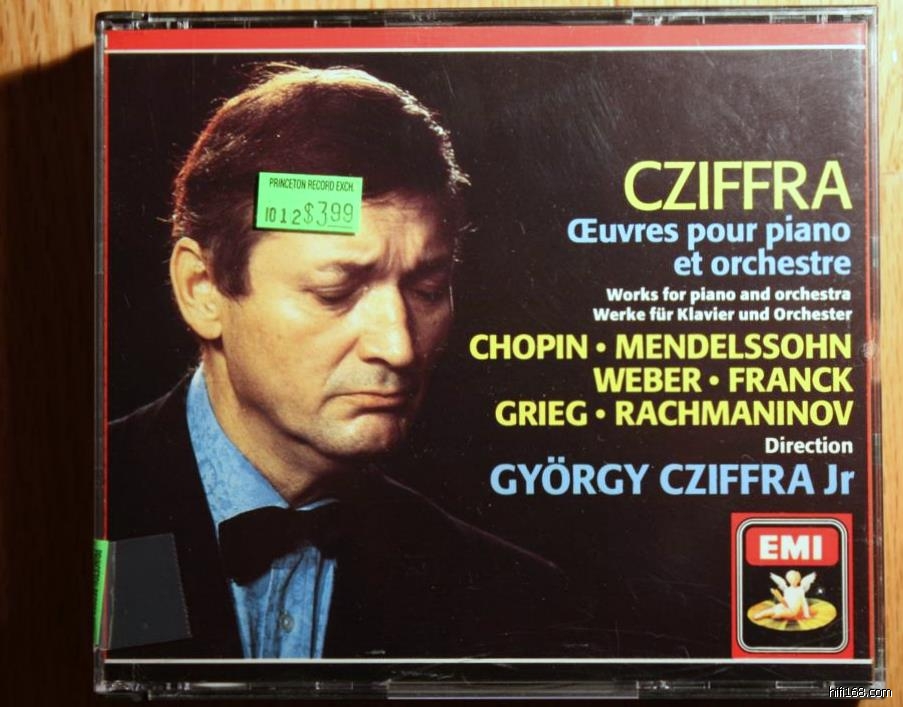 PRINCETON RECORD EXCH.
10 12 $3.99
CZIFFRA
Œuvres pour piano
et orchestre
Works for piano and orchestra
Werke für Klavier und Orchester
CHOPIN • MENDELSSOHN
WEBER • FRANCK
GRIEG • RACHMANINOV
Direction
GYÖRGY CZIFFRA Jr
EMI
hifi168.com